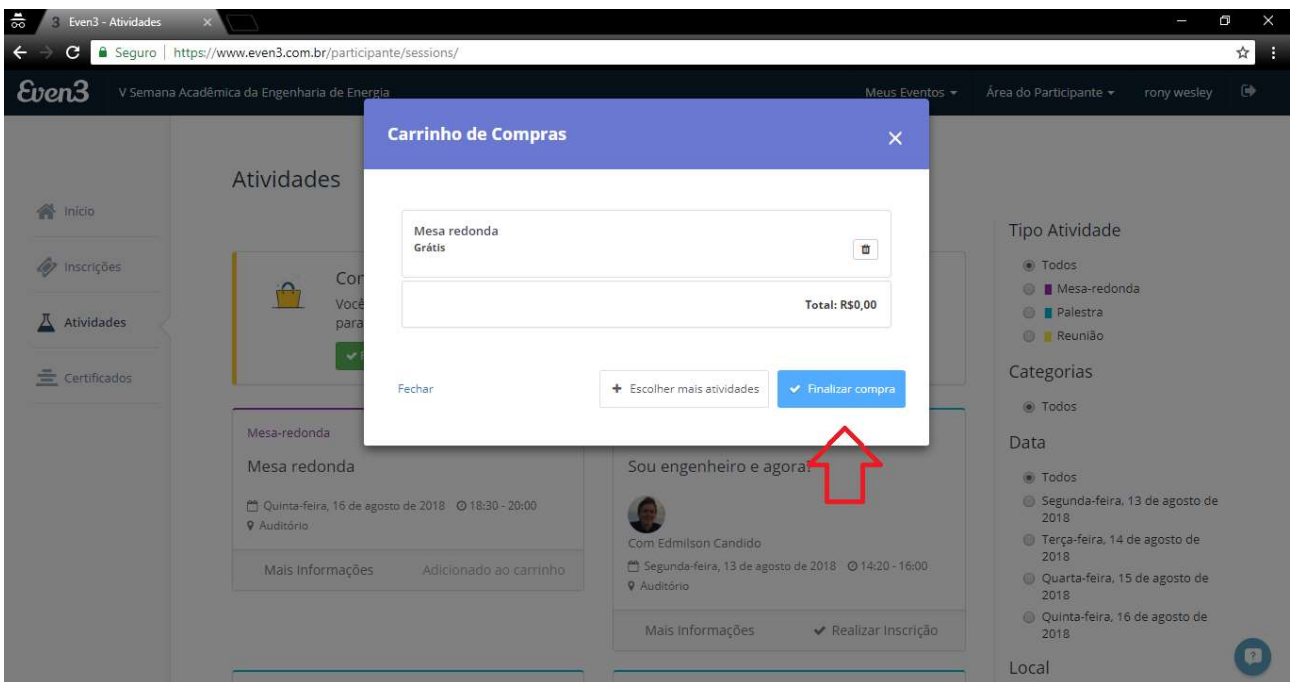 3 Even3 - Atividades
Seguro | https://www.even3.com.br/participante/sessions/
Even3
V Semana Acadêmica da Engenharia de Energia
Meus Eventos
Área do Participante
rony wesley
Início
Inscrições
Atividades
Certificados
Atividades
Con
Você
para
Carrinho de Compras
Mesa redonda
Grátis
Total: R$0,00
Fechar
+ Escolher mais atividades
Finalizar compra
Mesa-redonda
Mesa redonda
Quinta-feira, 16 de agosto de 2018 18:30 - 20:00
Auditório
Mais Informações
Adicionado ao carrinho
Sou engenheiro e agora?
Com Edmilson Candido
Segunda-feira, 13 de agosto de 2018 14:20 - 16:00
Auditório
Mais Informações
Realizar Inscrição
Tipo Atividade
Todos
Mesa-redonda
Palestra
Reunião
Categorias
Todos
Data
Todos
Segunda-feira, 13 de agosto de
2018
Terça-feira, 14 de agosto de
2018
Quarta-feira, 15 de agosto de
2018
Quinta-feira, 16 de agosto de
2018
Local
?